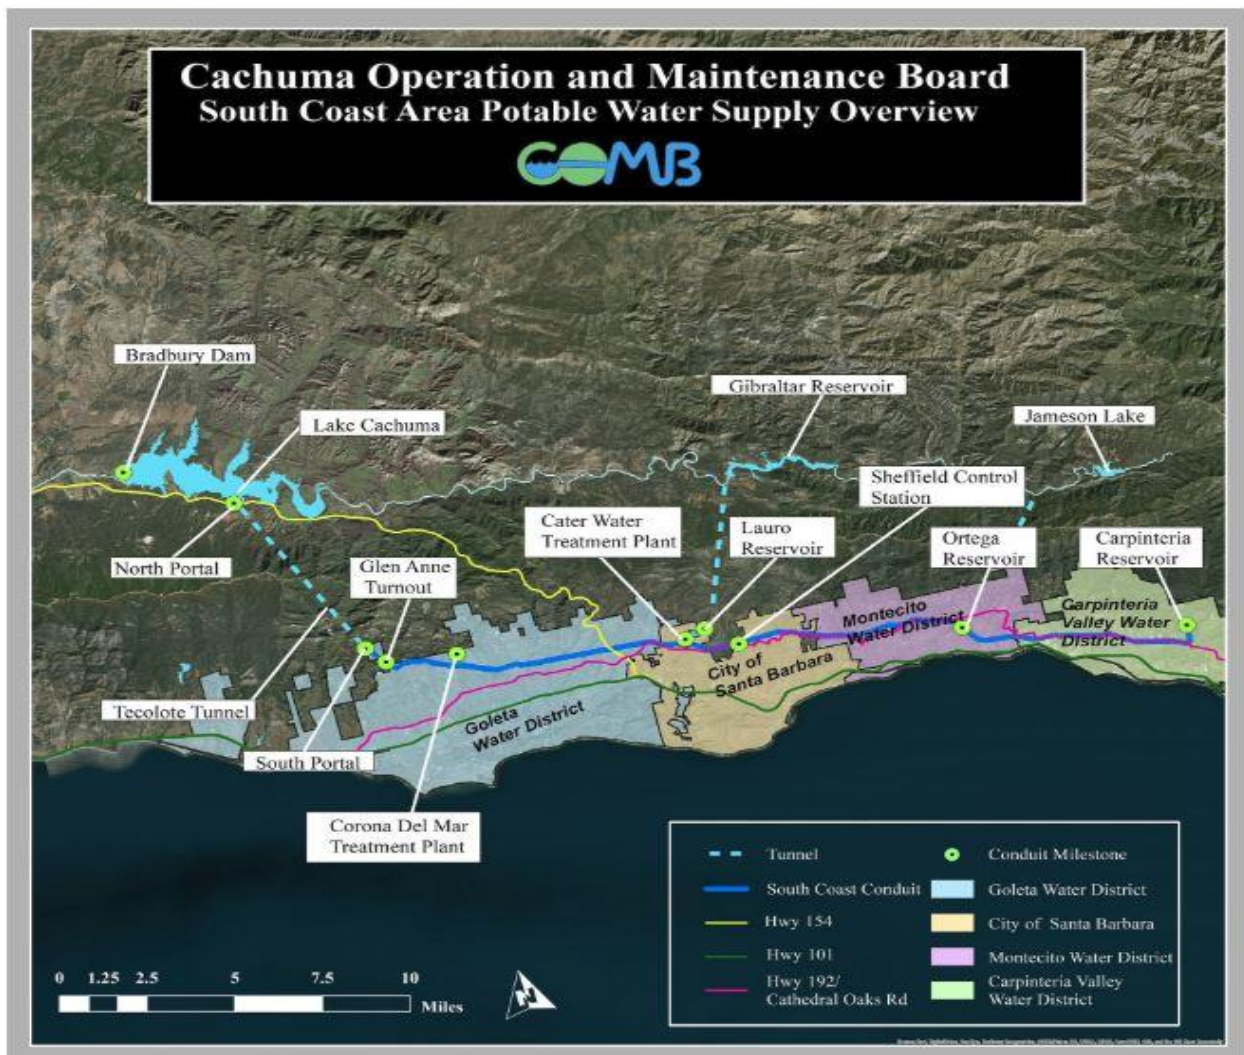 Cachuma Operation and Maintenance Board
South Coast Area Potable Water Supply Overview
COMB
Bradbury Dam
Lake Cachuma
Gibraltar Reservoir
Jameson Lake
Sheffield Control
Station
Cater Water
Treatment Plant
Lauro
Reservoir
Ortega
Reservoir
Carpinteria
Reservoir
North Portal
Glen Anne
Turnout
Montecito
Water District
Carpinteria
Valley Water
District
City of
Santa Barbara
Goleta
Water District
Tecolote Tunnel
South Portal
Corona Del Mar
Treatment Plant
Tunnel
South Coast Conduit
Hwy 154
Hwy 101
Hwy 192/
Cathedral Oaks Rd
Conduit Milestone
Goleta Water District
City of Santa Barbara
Montecito Water District
Carpinteria Valley
Water District
0 1.25 2.5 5 7.5 10
Miles
N